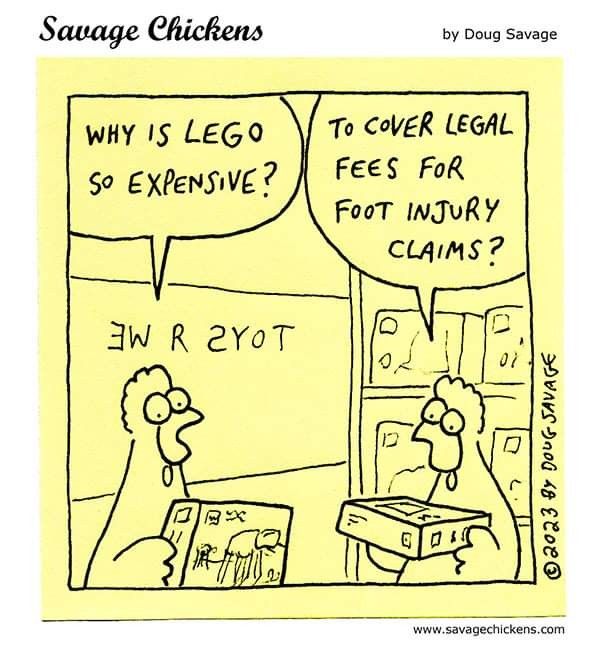 Savage Chickens
by Doug Savage
WHY IS LEGO
SO EXPENSIVE?
TO COVER LEGAL
FEES FOR
FOOT INJURY
CLAIMS?
ƎW R ƧYOT
©2023 BY DOUG SAVAGE
www.savagechickens.com